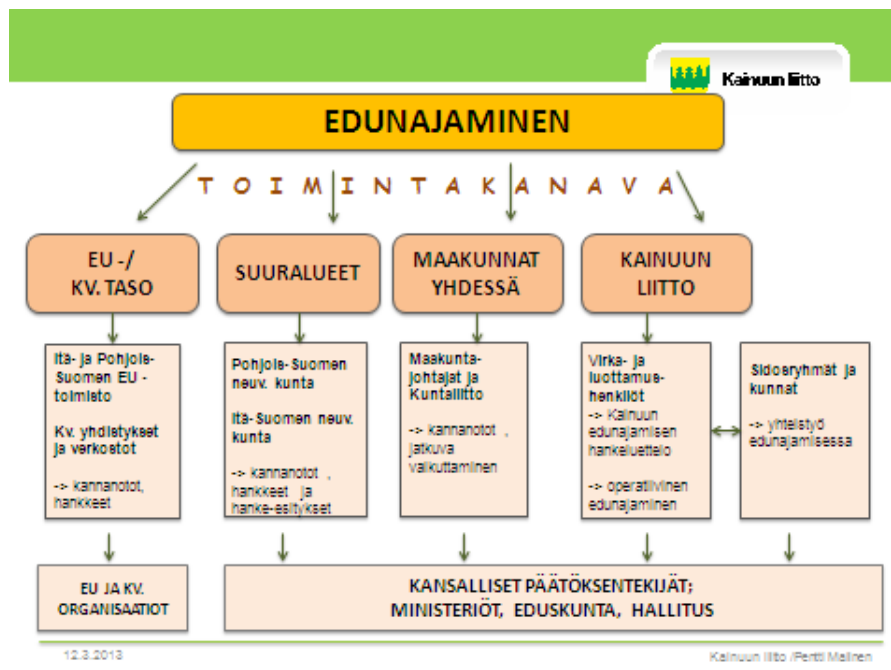 Kainuun liitto
EDUNAJAMINEN
TOIMINTAKANAVA
EU -/
KV. TASO
SUURALUEET
MAAKUNNAT
YHDESSÄ
KAINUUN
LIITTO
Itä- ja Pohjois-
Suomen EU -
toimisto
Kv. yhdistykset
ja verkostot
-> kannanotot,
hankkeet
Pohjois-Suomen
neuv. kunta
Itä-Suomen neuv.
kunta
-> kannanotot ,
hankkeet ja
hanke-esitykset
Maakunta-
johtajat ja
Kuntaliitto
-> kannanotot ,
jatkuva
vaikuttaminen
Virka- ja
luottamus-
henkilöt
-> Kainuun
edunajamisen
hankeluettelo
-> operatiivinen
edunajaminen
Sidosryhmät ja
kunnat
-> yhteistyö
edunajamisessa
EU JA KV.
ORGANISAATIOT
KANSALLISET PÄÄTÖKSENTEKIJÄT;
MINISTERIÖT, EDUSKUNTA, HALLITUS
12.3.2013
Kainuun liitto /Pertti Malinen